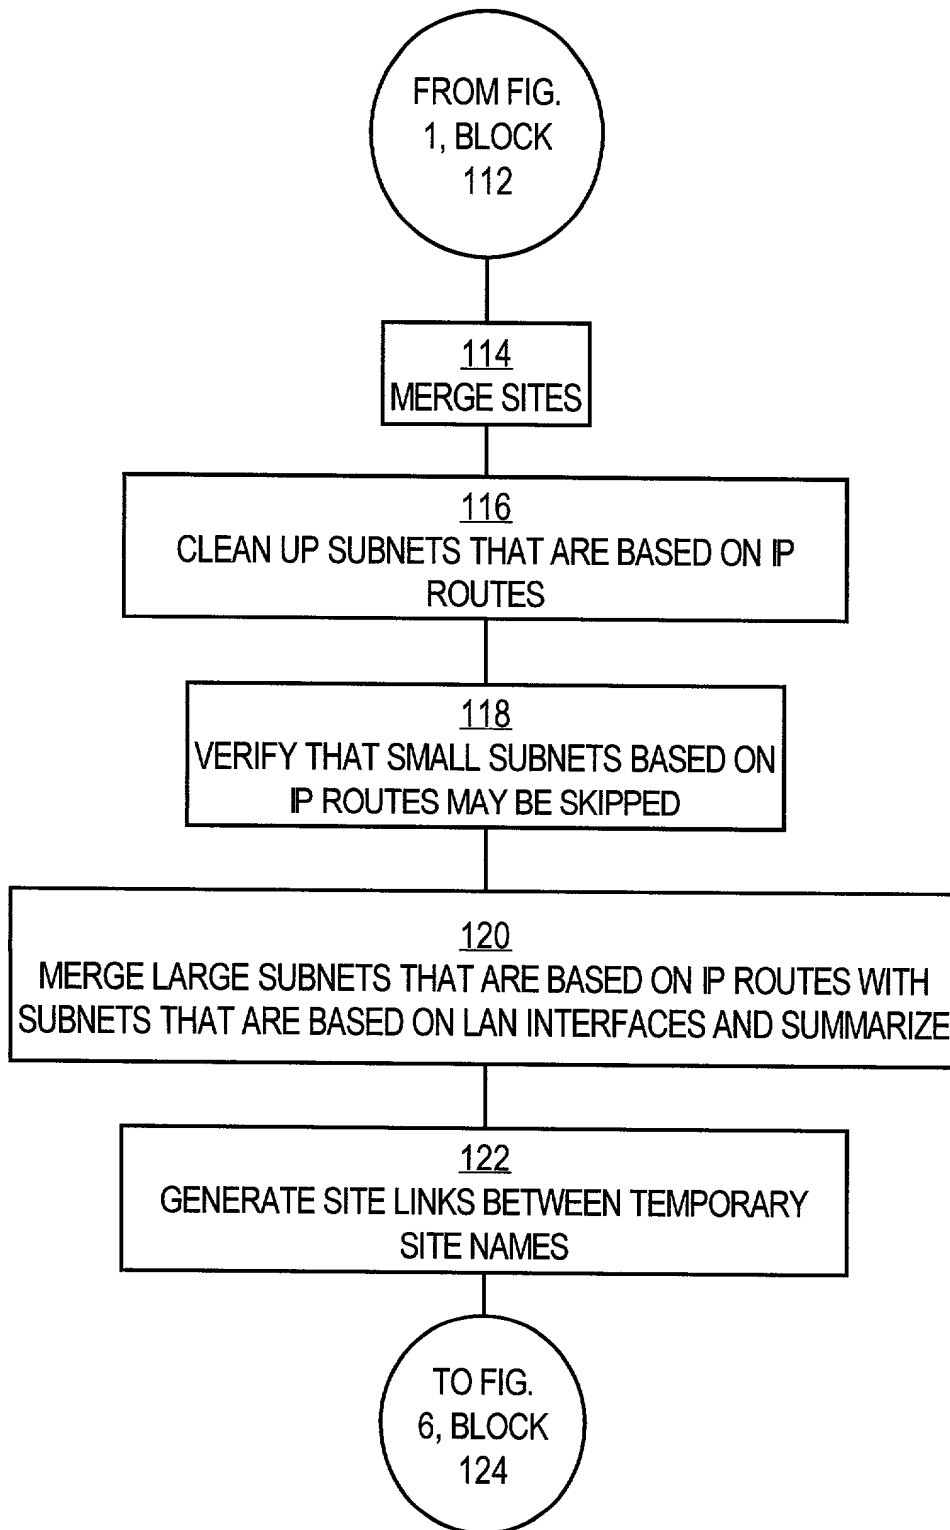 FROM FIG.
1, BLOCK
112
114
MERGE SITES
116
CLEAN UP SUBNETS THAT ARE BASED ON IP
ROUTES
118
VERIFY THAT SMALL SUBNETS BASED ON
IP ROUTES MAY BE SKIPPED
120
MERGE LARGE SUBNETS THAT ARE BASED ON IP ROUTES WITH
SUBNETS THAT ARE BASED ON LAN INTERFACES AND SUMMARIZE
122
GENERATE SITE LINKS BETWEEN TEMPORARY
SITE NAMES
TO FIG.
6, BLOCK
124